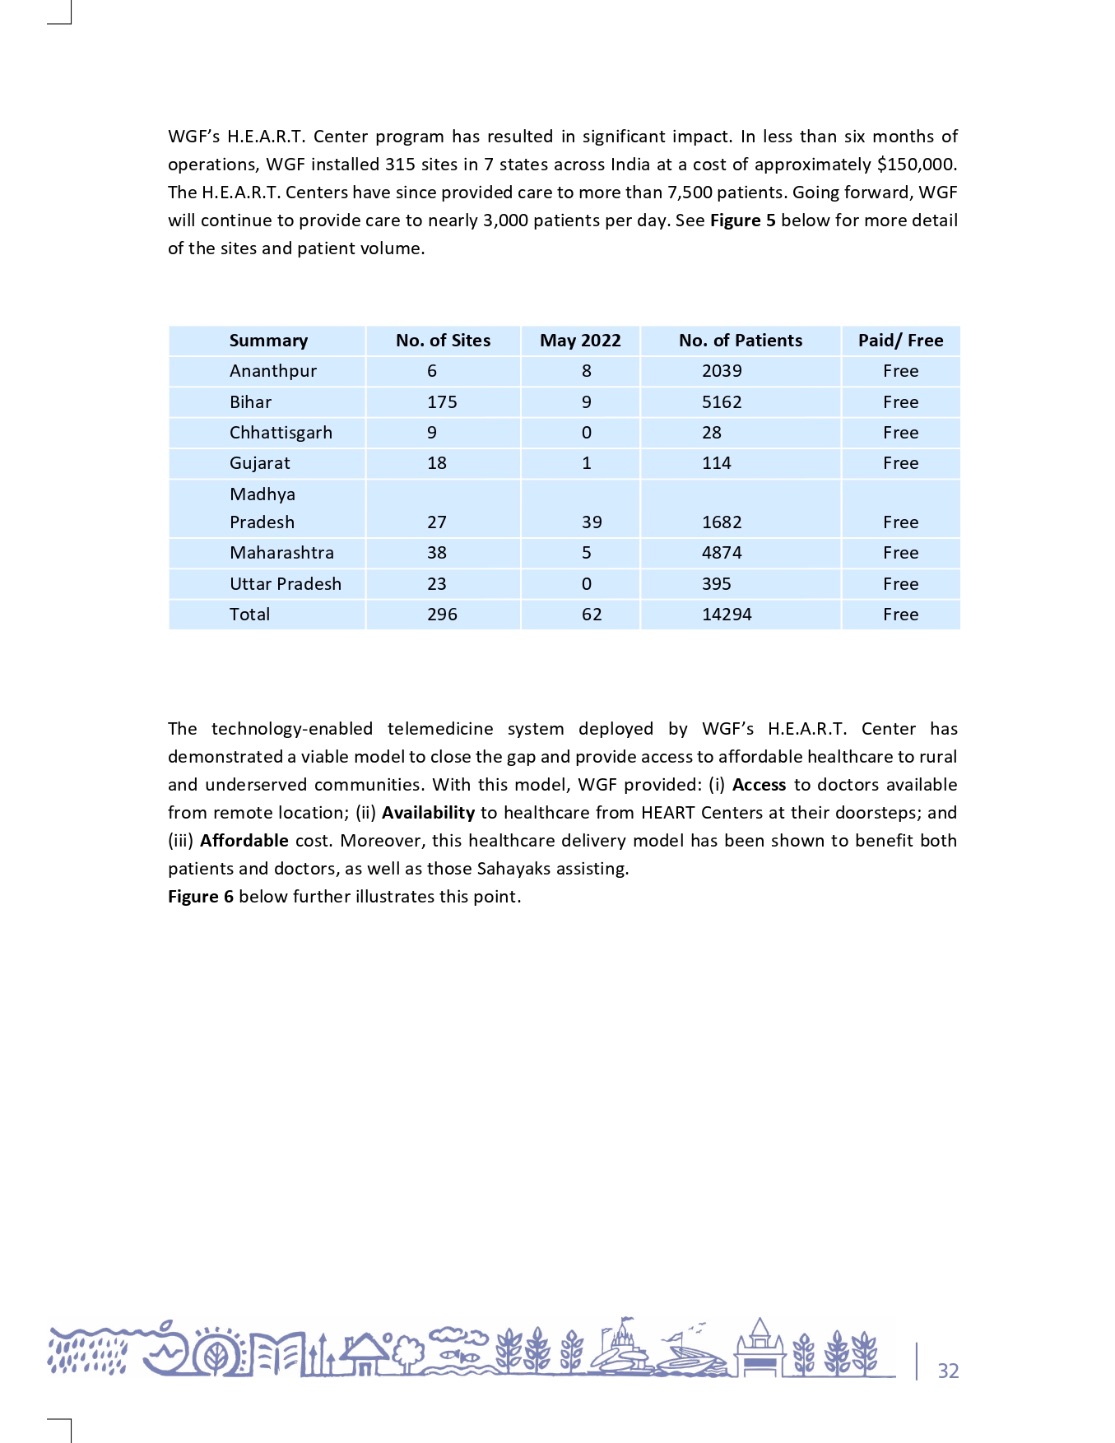 WGF’s H.E.A.R.T. Center program has resulted in significant impact. In less than six months of
operations, WGF installed 315 sites in 7 states across India at a cost of approximately $150,000.
The H.E.A.R.T. Centers have since provided care to more than 7,500 patients. Going forward, WGF
will continue to provide care to nearly 3,000 patients per day. See Figure 5 below for more detail
of the sites and patient volume.
Summary No. of Sites May 2022 No. of Patients Paid/ Free
Ananthpur 6 8 2039 Free
Bihar 175 9 5162 Free
Chhattisgarh 9 0 28 Free
Gujarat 18 1 114 Free
Madhya
Pradesh 27 39 1682 Free
Maharashtra 38 5 4874 Free
Uttar Pradesh 23 0 395 Free
Total 296 62 14294 Free
The technology-enabled telemedicine system deployed by WGF’s H.E.A.R.T. Center has
demonstrated a viable model to close the gap and provide access to affordable healthcare to rural
and underserved communities. With this model, WGF provided: (i) Access to doctors available
from remote location; (ii) Availability to healthcare from HEART Centers at their doorsteps; and
(iii) Affordable cost. Moreover, this healthcare delivery model has been shown to benefit both
patients and doctors, as well as those Sahayaks assisting.
Figure 6 below further illustrates this point.
32